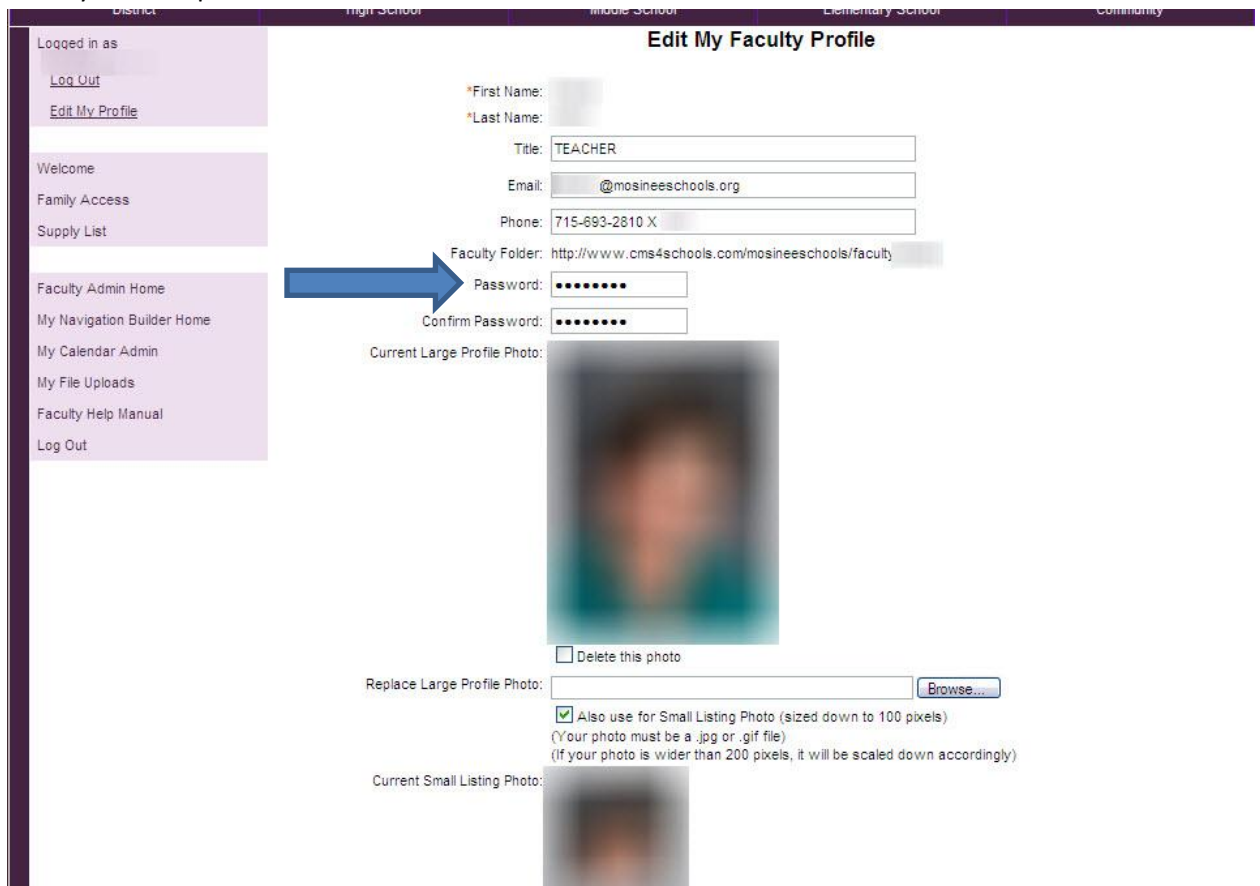 District High School Middle School Elementary School Community
Logged in as
Log Out
Edit My Profile
Welcome
Family Access
Supply List
Faculty Admin Home
My Navigation Builder Home
My Calendar Admin
My File Uploads
Faculty Help Manual
Log Out
Edit My Faculty Profile
*First Name:
*Last Name:
Title: TEACHER
Email: @mosineeschools.org
Phone: 715-693-2810 X
Faculty Folder: http://www.cms4schools.com/mosineeschools/faculty
Password: ••••••••
Confirm Password: ••••••••
Current Large Profile Photo:
Delete this photo
Replace Large Profile Photo: Browse...
Also use for Small Listing Photo (sized down to 100 pixels)
(Your photo must be a .jpg or .gif file)
(If your photo is wider than 200 pixels, it will be scaled down accordingly)
Current Small Listing Photo: